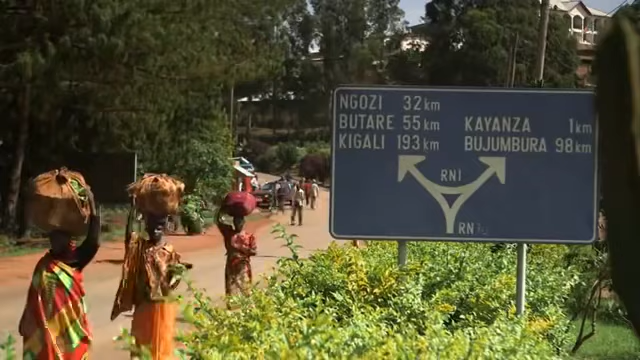 NGOZI 32km
BUTARE 55km
KIGALI 193km
KAYANZA 1km
BUJUMBURA 98km
RN1